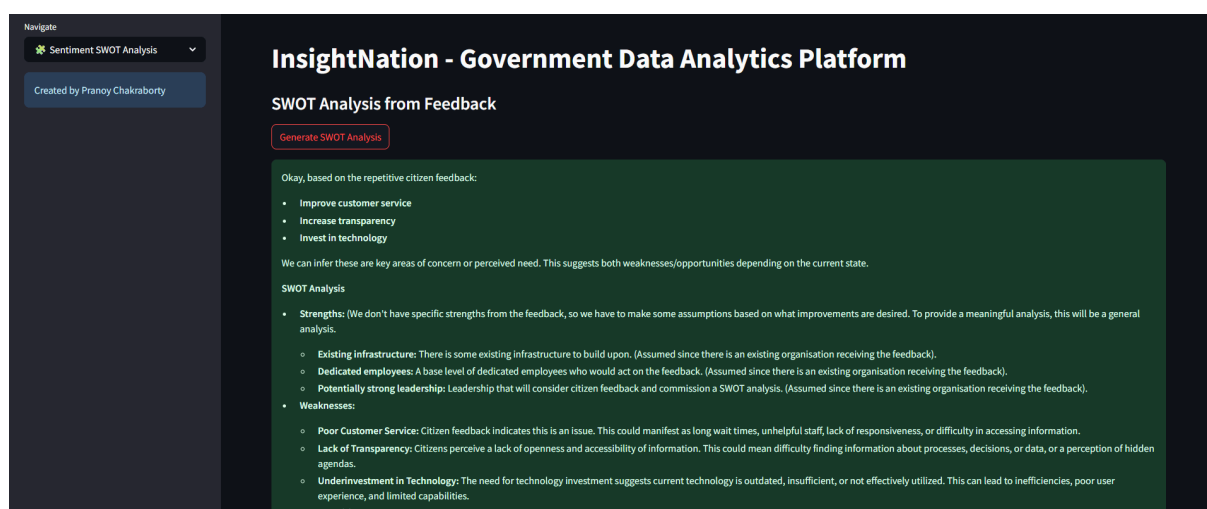 Navigate
🧩 Sentiment SWOT Analysis
Created by Pranoy Chakraborty
InsightNation - Government Data Analytics Platform
SWOT Analysis from Feedback
Generate SWOT Analysis
Okay, based on the repetitive citizen feedback:
• Improve customer service
• Increase transparency
• Invest in technology
We can infer these are key areas of concern or perceived need. This suggests both weaknesses/opportunities depending on the current state.
SWOT Analysis
• Strengths: (We don't have specific strengths from the feedback, so we have to make some assumptions based on what improvements are desired. To provide a meaningful analysis, this will be a general
analysis.
◦ Existing infrastructure: There is some existing infrastructure to build upon. (Assumed since there is an existing organisation receiving the feedback).
◦ Dedicated employees: A base level of dedicated employees who would act on the feedback. (Assumed since there is an existing organisation receiving the feedback).
◦ Potentially strong leadership: Leadership that will consider citizen feedback and commission a SWOT analysis. (Assumed since there is an existing organisation receiving the feedback).
• Weaknesses:
◦ Poor Customer Service: Citizen feedback indicates this is an issue. This could manifest as long wait times, unhelpful staff, lack of responsiveness, or difficulty in accessing information.
◦ Lack of Transparency: Citizens perceive a lack of openness and accessibility of information. This could mean difficulty finding information about processes, decisions, or data, or a perception of hidden
agendas.
◦ Underinvestment in Technology: The need for technology investment suggests current technology is outdated, insufficient, or not effectively utilized. This can lead to inefficiencies, poor user
experience, and limited capabilities.